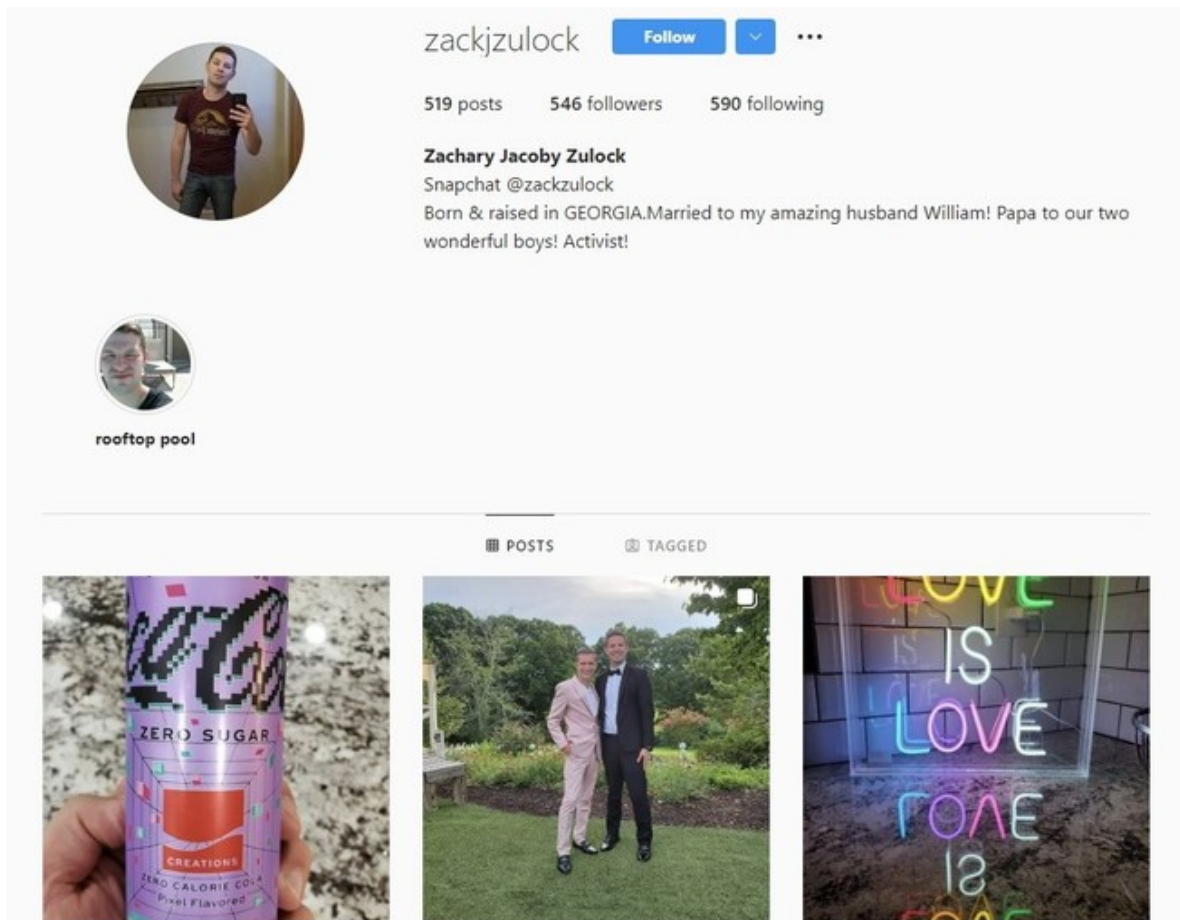 zackjzulock Follow
519 posts 546 followers 590 following
Zachary Jacoby Zulock
Snapchat @zackzulock
Born & raised in GEORGIA.Married to my amazing husband William! Papa to our two
wonderful boys! Activist!
rooftop pool
POSTS TAGGED
ZERO SUGAR
CREATIONS
ZERO CALORIE COLA
Pixel Flavored
LOVE
IS
LOVE